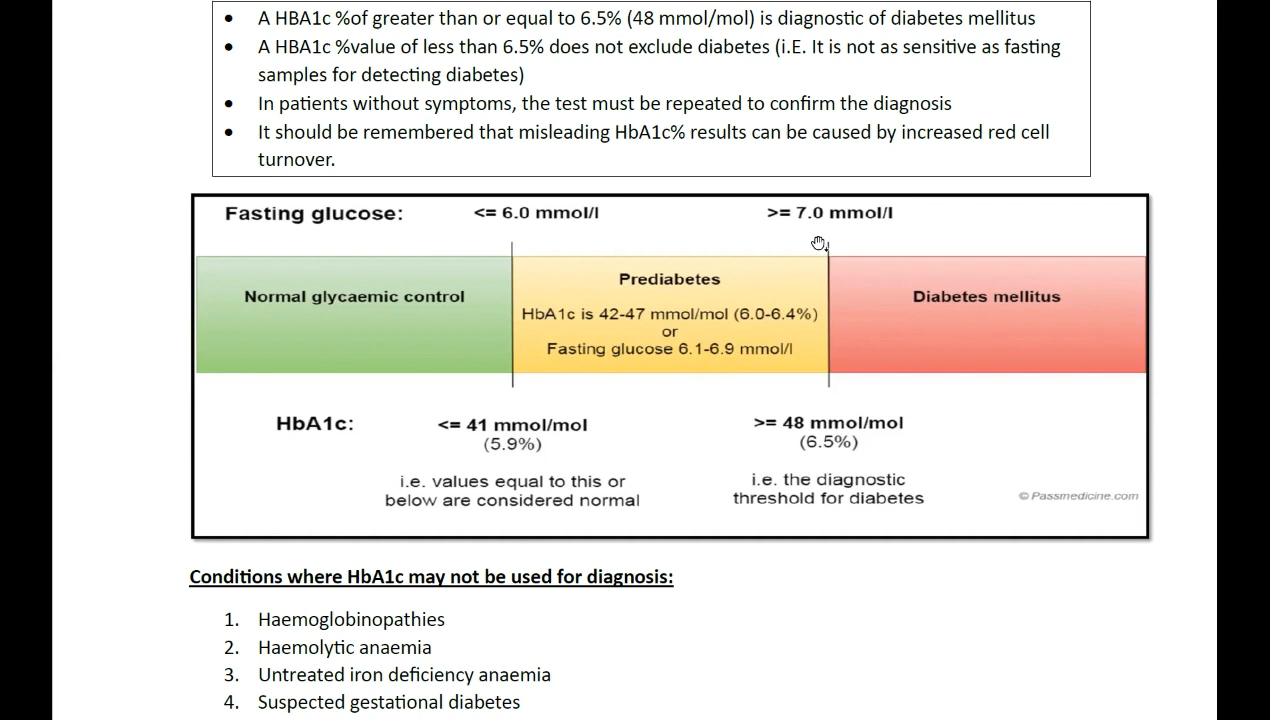 • A HBA1c %of greater than or equal to 6.5% (48 mmol/mol) is diagnostic of diabetes mellitus
• A HBA1c %value of less than 6.5% does not exclude diabetes (i.E. It is not as sensitive as fasting
samples for detecting diabetes)
• In patients without symptoms, the test must be repeated to confirm the diagnosis
• It should be remembered that misleading HbA1c% results can be caused by increased red cell
turnover.
Fasting glucose: <= 6.0 mmol/l >= 7.0 mmol/l
Normal glycaemic control
Prediabetes
HbA1c is 42-47 mmol/mol (6.0-6.4%)
or
Fasting glucose 6.1-6.9 mmol/l
Diabetes mellitus
HbA1c:
<= 41 mmol/mol
(5.9%)
i.e. values equal to this or
below are considered normal
>= 48 mmol/mol
(6.5%)
i.e. the diagnostic
threshold for diabetes
© Passmedicine.com
Conditions where HbA1c may not be used for diagnosis:
1. Haemoglobinopathies
2. Haemolytic anaemia
3. Untreated iron deficiency anaemia
4. Suspected gestational diabetes